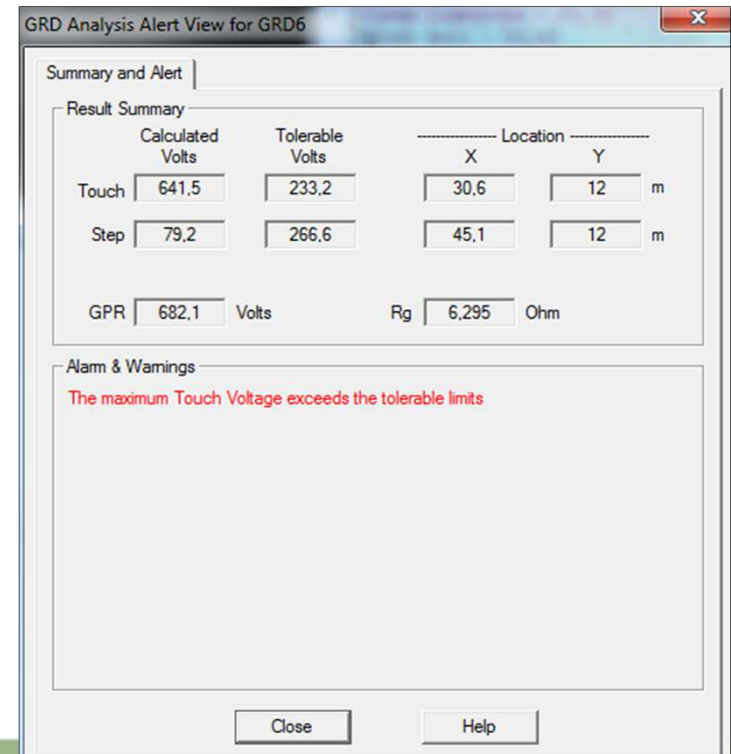 GRD Analysis Alert View for GRD6
Summary and Alert
Result Summary
Calculated Volts Tolerable Volts ---------------- Location ----------------
X Y
Touch 641,5 233,2 30,6 12 m
Step 79,2 266,6 45,1 12 m
GPR 682,1 Volts Rg 6,295 Ohm
Alarm & Warnings
The maximum Touch Voltage exceeds the tolerable limits
Close Help